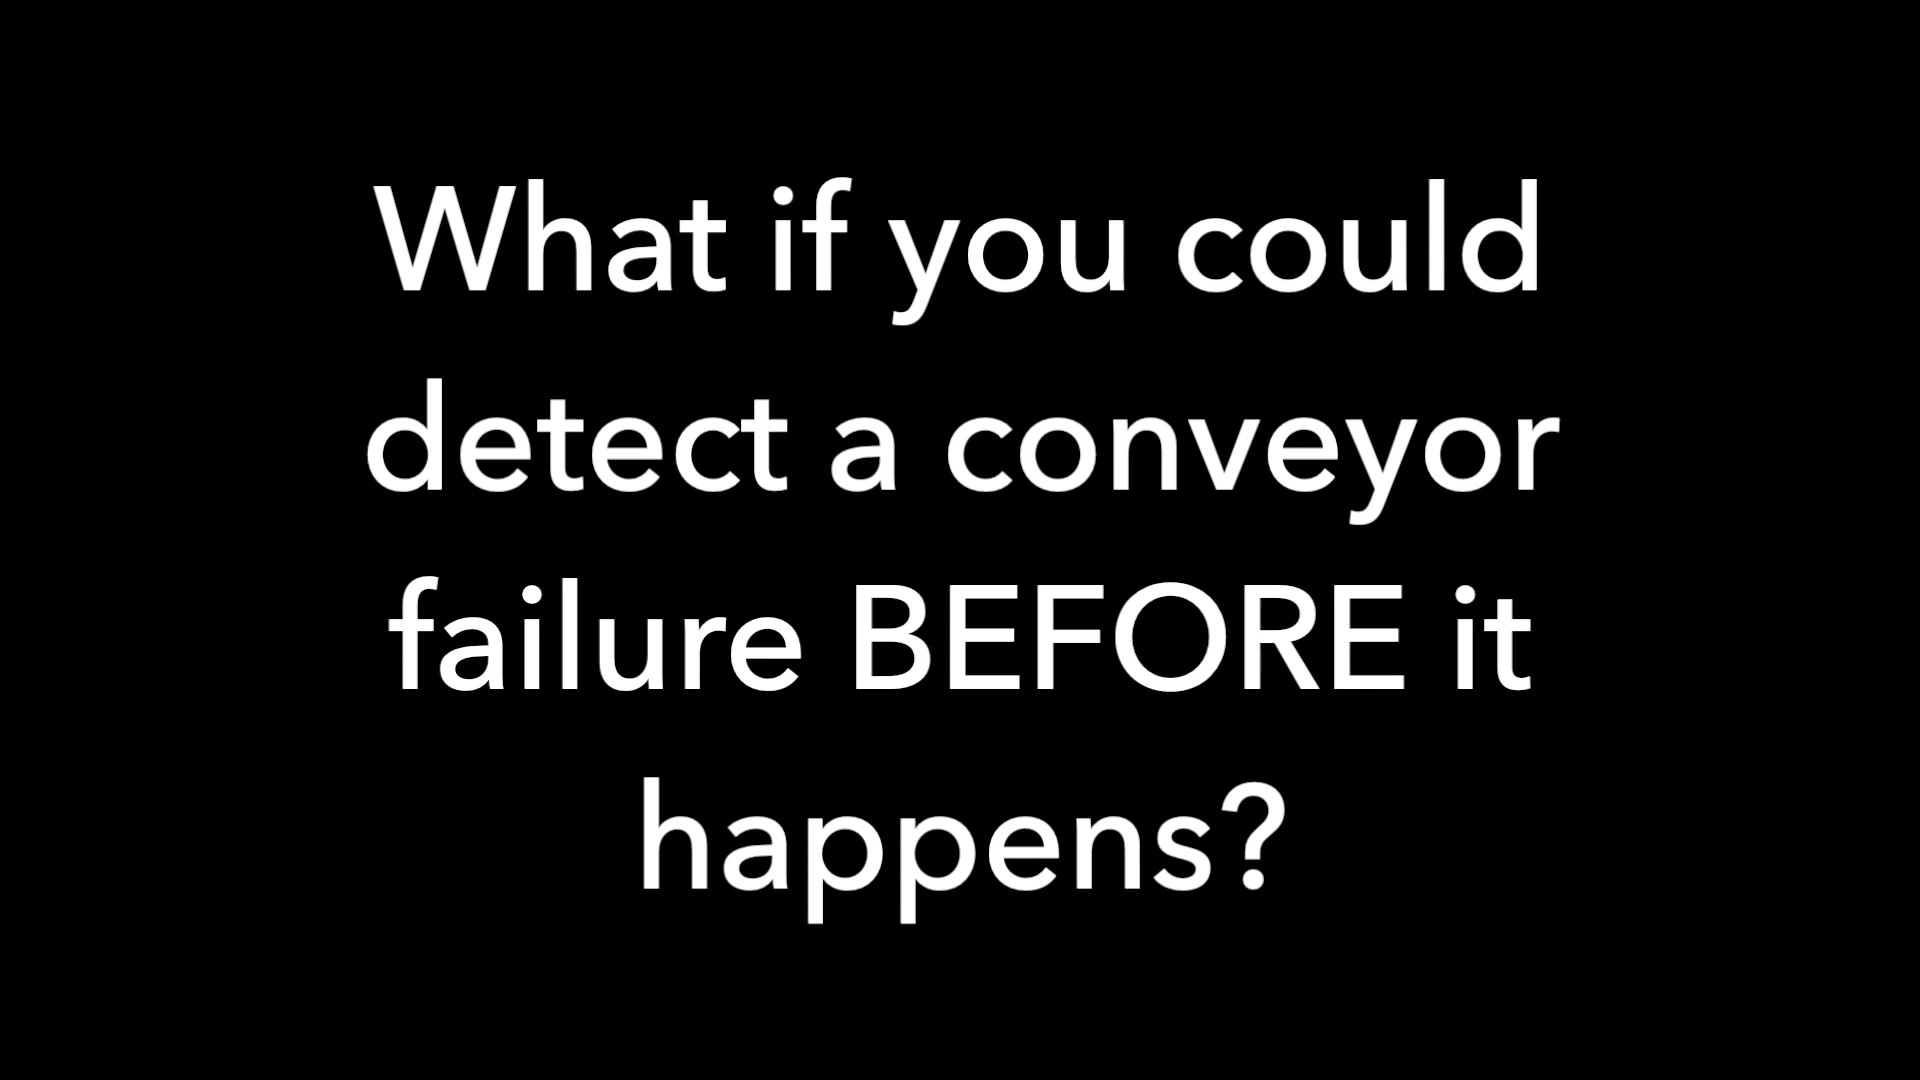 What if you could
detect a conveyor
failure BEFORE it
happens?